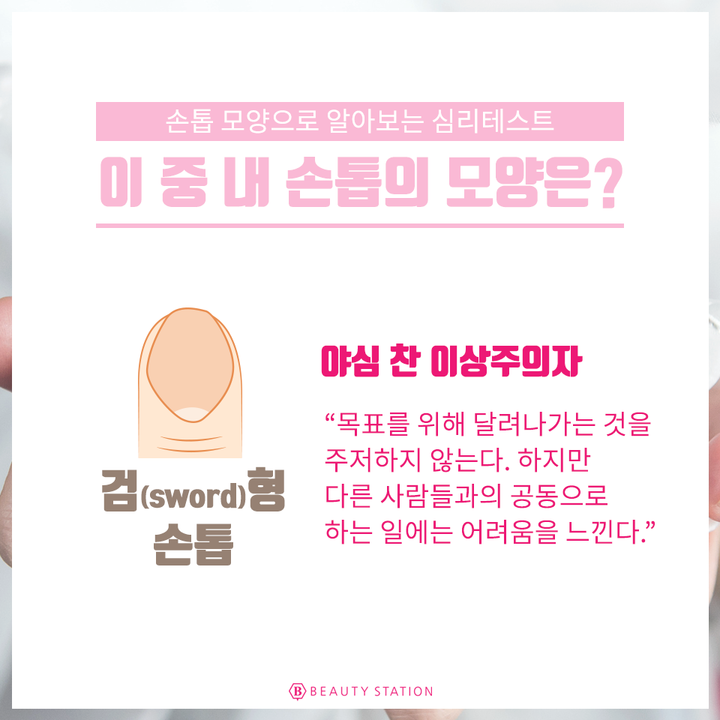 손톱 모양으로 알아보는 심리테스트
이 중 내 손톱의 모양은?
야심 찬 이상주의자
“목표를 위해 달려나가는 것을
주저하지 않는다. 하지만
다른 사람들과의 공동으로
하는 일에는 어려움을 느낀다.”
검(sword)형
손톱
B BEAUTY STATION